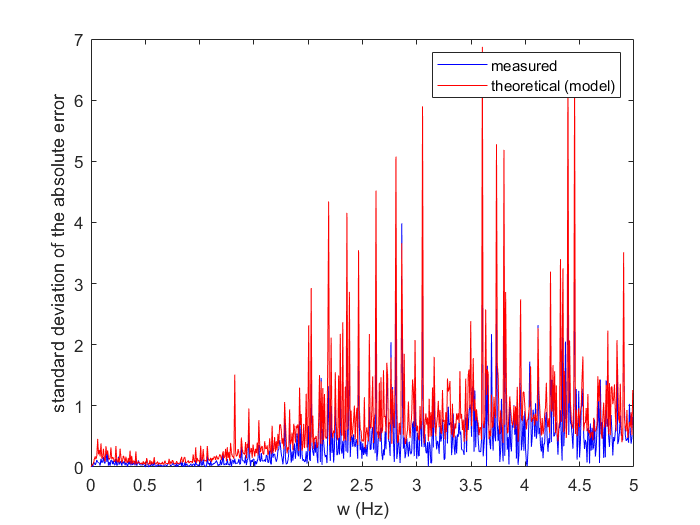 7
6
5
4
3
2
1
0
standard deviation of the absolute error
measured
theoretical (model)
0 0.5 1 1.5 2 2.5 3 3.5 4 4.5 5
w (Hz)